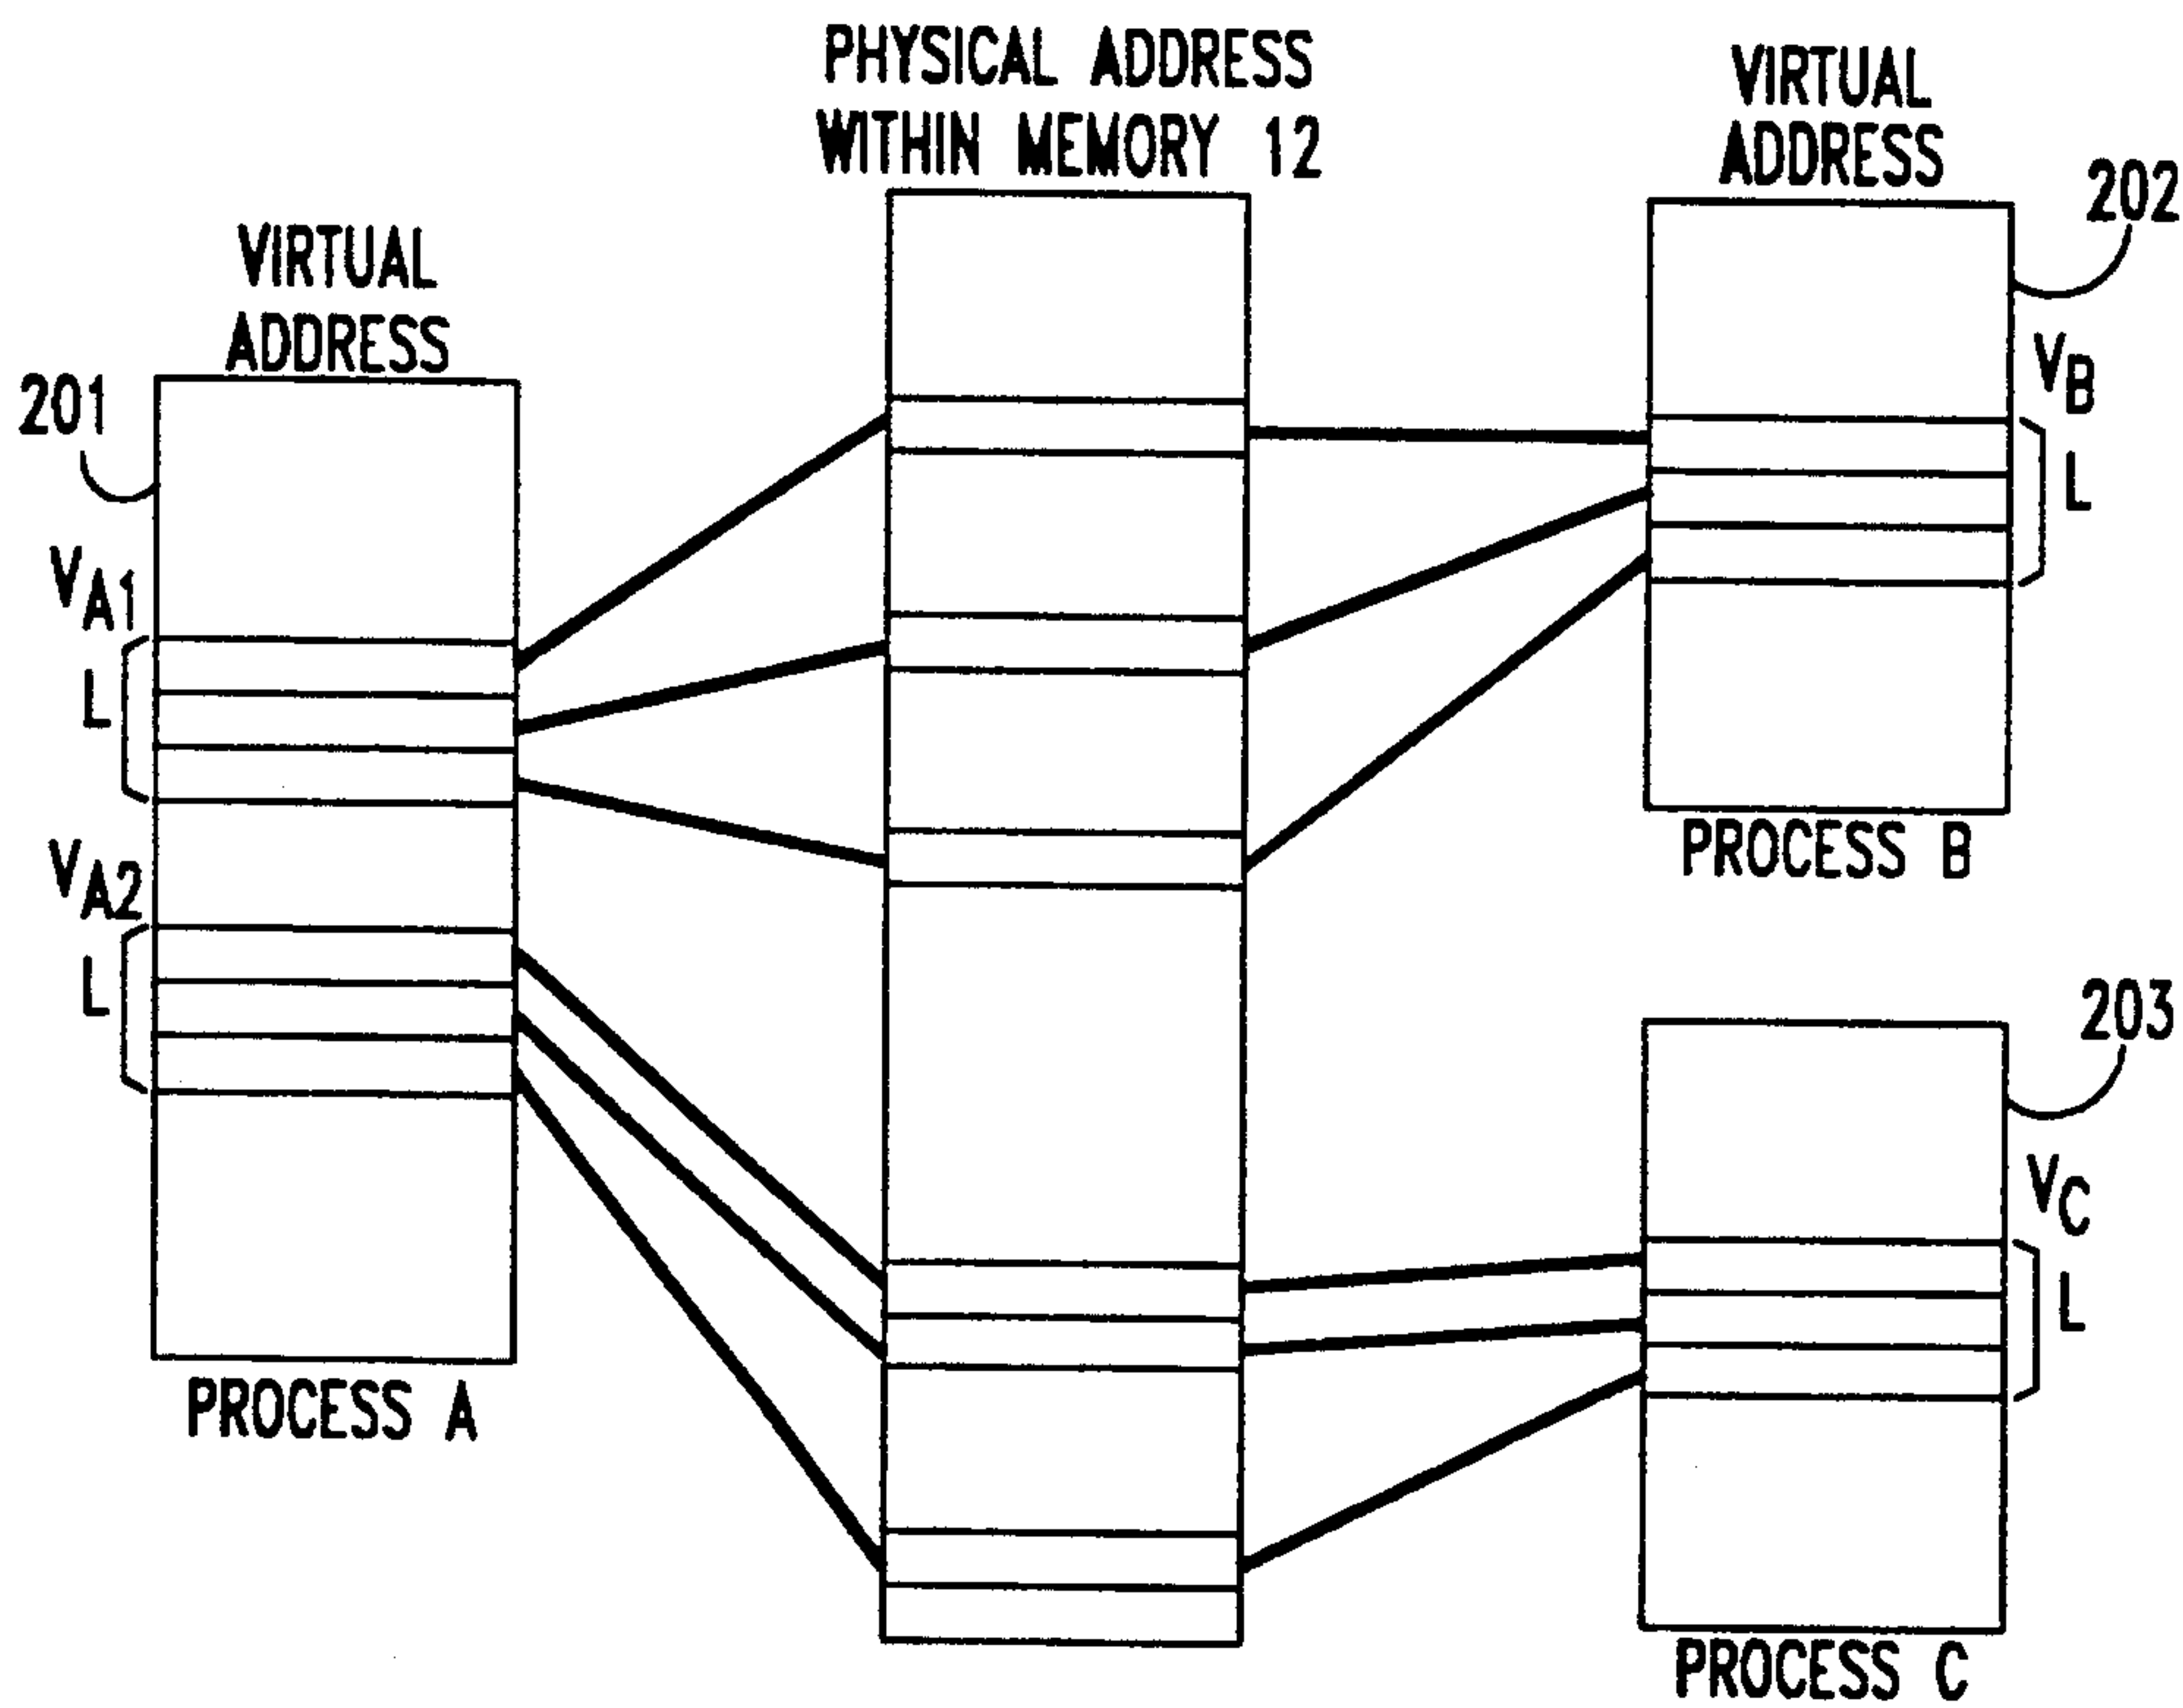 PHYSICAL ADDRESS
WITHIN MEMORY 12
VIRTUAL
ADDRESS
201
VA1
L
VA2
L
PROCESS A
VIRTUAL
ADDRESS
202
VB
L
PROCESS B
203
VC
L
PROCESS C